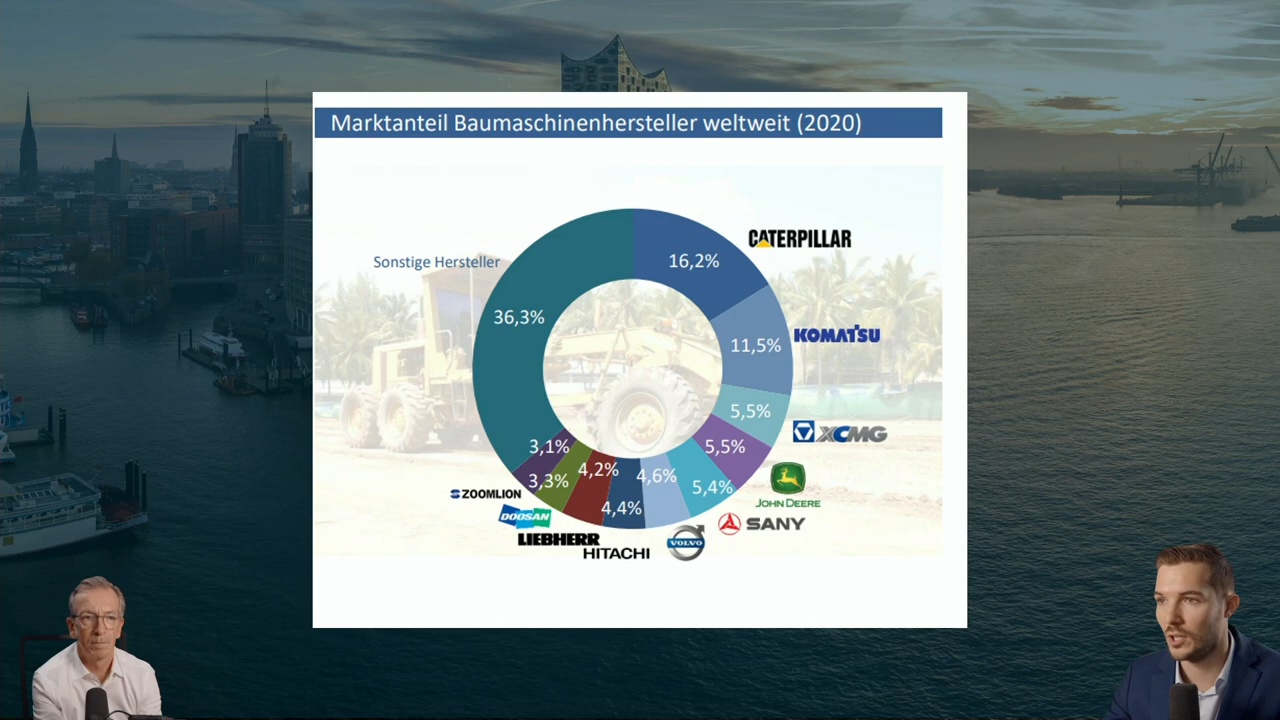 Marktanteil Baumaschinenhersteller weltweit (2020)
CATERPILLAR
16,2%
Sonstige Hersteller
36,3%
KOMATSU
11,5%
5,5%
XCMG
5,5%
3,1%
4,2%
4,6%
3,3%
5,4%
4,4%
JOHN DEERE
ZOOMLION
DOOSAN
SANY
LIEBHERR
HITACHI
VOLVO